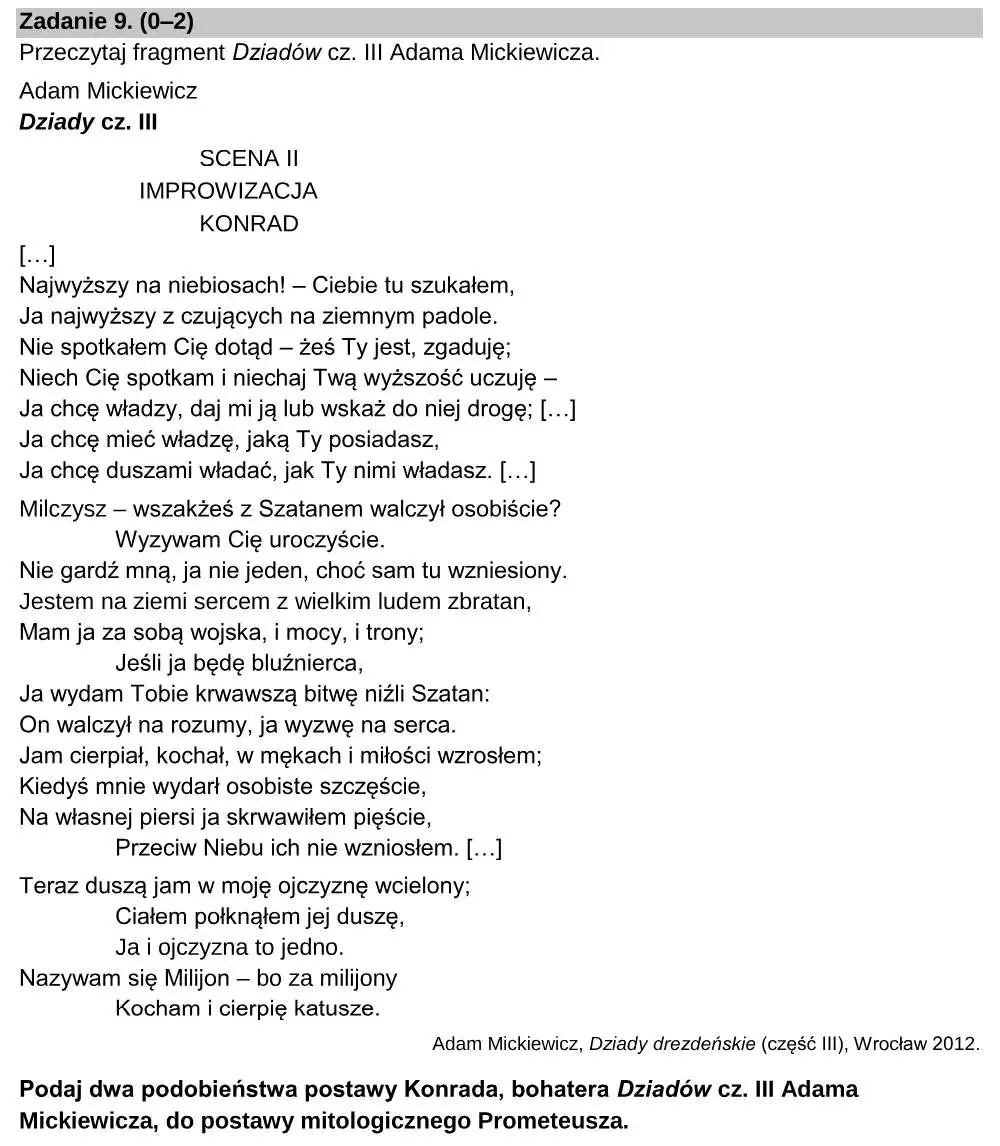 Zadanie 9. (0–2)
Przeczytaj fragment Dziadów cz. III Adama Mickiewicza.
Adam Mickiewicz
Dziady cz. III
SCENA II
IMPROWIZACJA
KONRAD
[…]
Najwyższy na niebiosach! – Ciebie tu szukałem,
Ja najwyższy z czujących na ziemnym padole.
Nie spotkałem Cię dotąd – żeś Ty jest, zgaduję;
Niech Cię spotkam i niechaj Twą wyższość uczuję –
Ja chcę władzy, daj mi ją lub wskaż do niej drogę; […]
Ja chcę mieć władzę, jaką Ty posiadasz,
Ja chcę duszami władać, jak Ty nimi władasz. […]
Milczysz – wszakżeś z Szatanem walczył osobiście?
Wyzywam Cię uroczyście.
Nie gardź mną, ja nie jeden, choć sam tu wzniesiony.
Jestem na ziemi sercem z wielkim ludem zbratan,
Mam ja za sobą wojska, i mocy, i trony;
Jeśli ja będę bluźnierca,
Ja wydam Tobie krwawszą bitwę niźli Szatan:
On walczył na rozumy, ja wyzwę na serca.
Jam cierpiał, kochał, w mękach i miłości wzrosłem;
Kiedyś mnie wydarł osobiste szczęście,
Na własnej piersi ja skrwawiłem pięście,
Przeciw Niebu ich nie wzniosłem. […]
Teraz duszą jam w moję ojczyznę wcielony;
Ciałem połknąłem jej duszę,
Ja i ojczyzna to jedno.
Nazywam się Milijon – bo za milijony
Kocham i cierpię katusze.
Adam Mickiewicz, Dziady drezdeńskie (część III), Wrocław 2012.
Podaj dwa podobieństwa postawy Konrada, bohatera Dziadów cz. III Adama
Mickiewicza, do postawy mitologicznego Prometeusza.